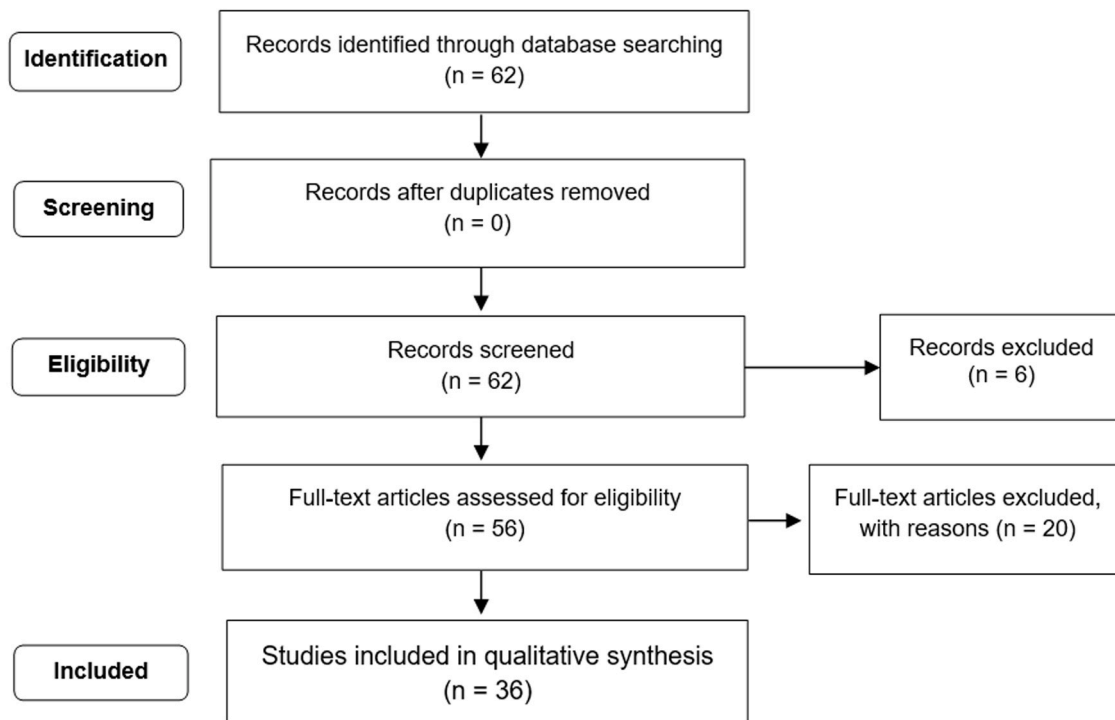 Identification
Records identified through database searching
(n = 62)
Screening
Records after duplicates removed
(n = 0)
Eligibility
Records screened
(n = 62)
Records excluded
(n = 6)
Full-text articles assessed for eligibility
(n = 56)
Full-text articles excluded,
with reasons (n = 20)
Included
Studies included in qualitative synthesis
(n = 36)